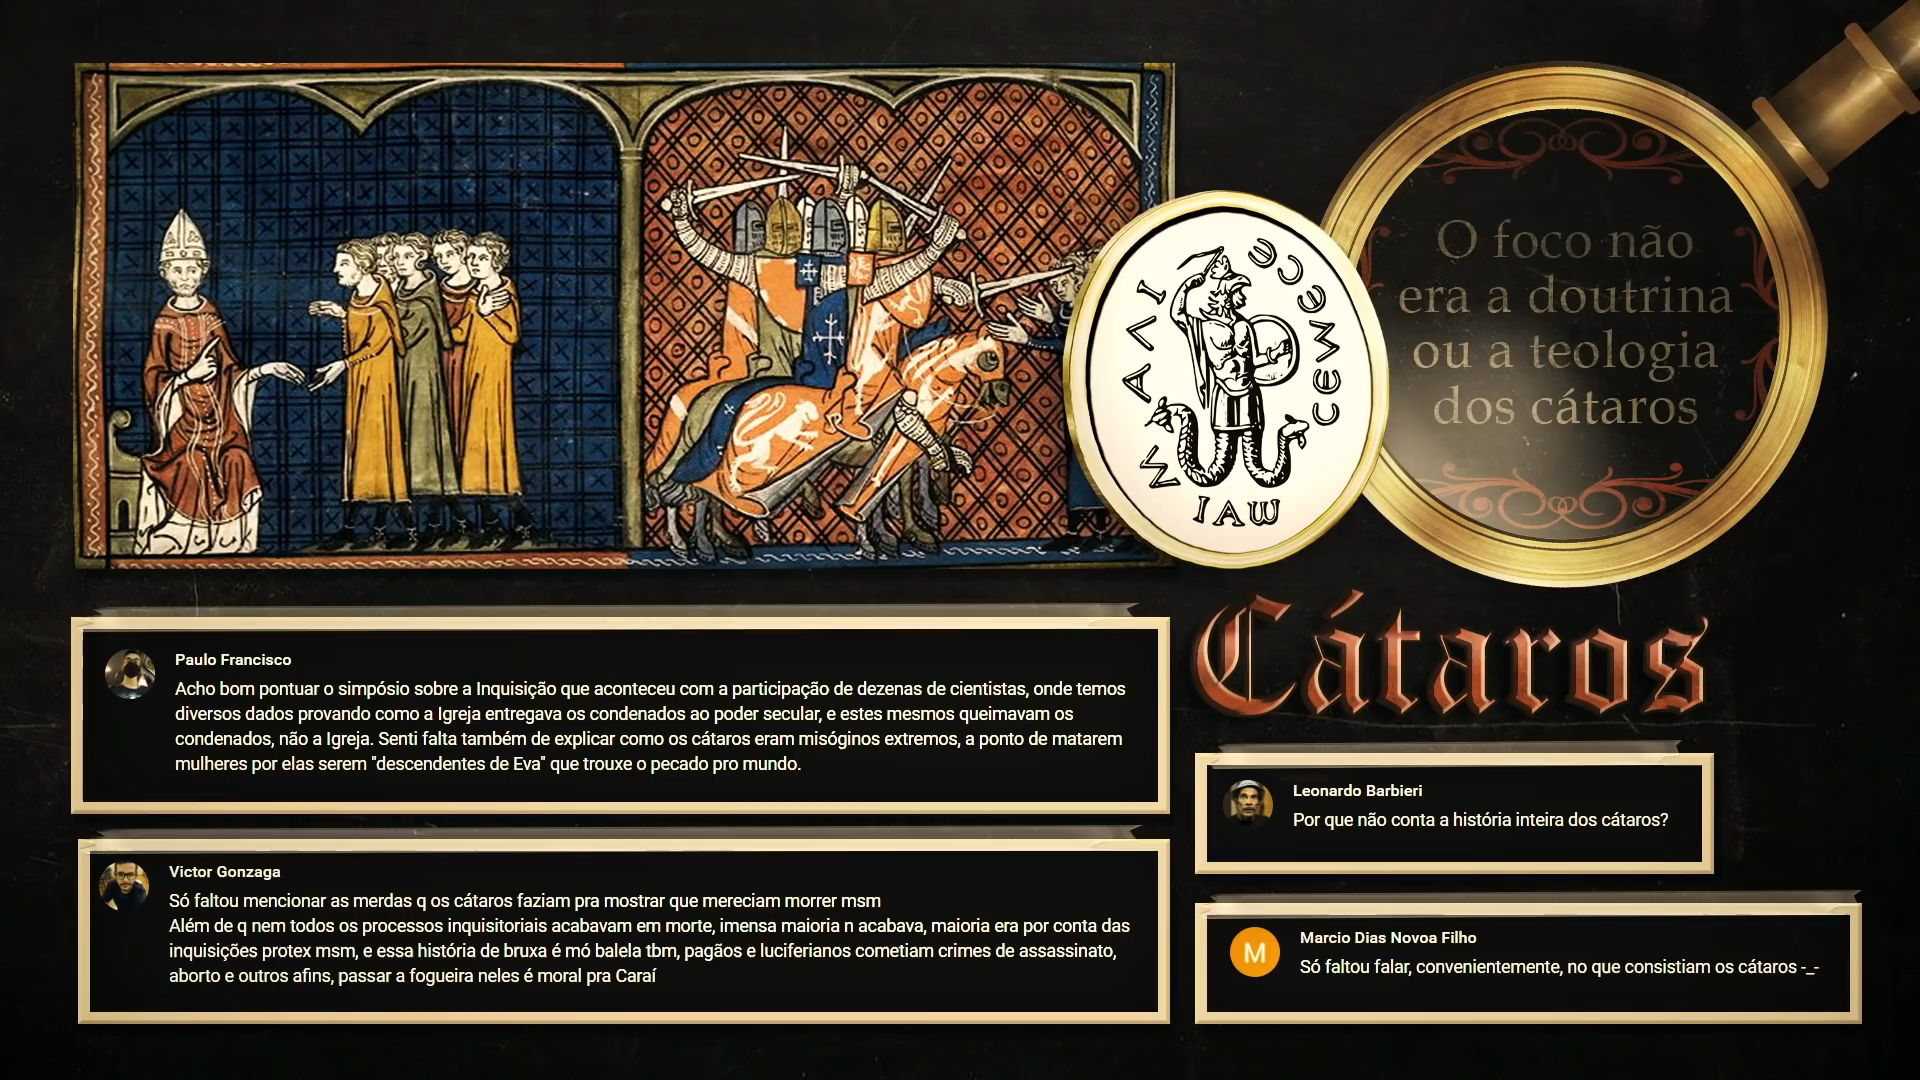 O foco não
era a doutrina
ou a teologia
dos cátaros
IAW
Cátaros
Paulo Francisco
Acho bom pontuar o simpósio sobre a Inquisição que aconteceu com a participação de dezenas de cientistas, onde temos
diversos dados provando como a Igreja entregava os condenados ao poder secular, e estes mesmos queimavam os
condenados, não a Igreja. Senti falta também de explicar como os cátaros eram misóginos extremos, a ponto de matarem
mulheres por elas serem "descendentes de Eva" que trouxe o pecado pro mundo.
Victor Gonzaga
Só faltou mencionar as merdas q os cátaros faziam pra mostrar que mereciam morrer msm
Além de q nem todos os processos inquisitoriais acabavam em morte, imensa maioria n acabava, maioria era por conta das
inquisições protex msm, e essa história de bruxa é mó balela tbm, pagãos e luciferianos cometiam crimes de assassinato,
aborto e outros afins, passar a fogueira neles é moral pra Caraí
Leonardo Barbieri
Por que não conta a história inteira dos cátaros?
M
Marcio Dias Novoa Filho
Só faltou falar, convenientemente, no que consistiam os cátaros -_-